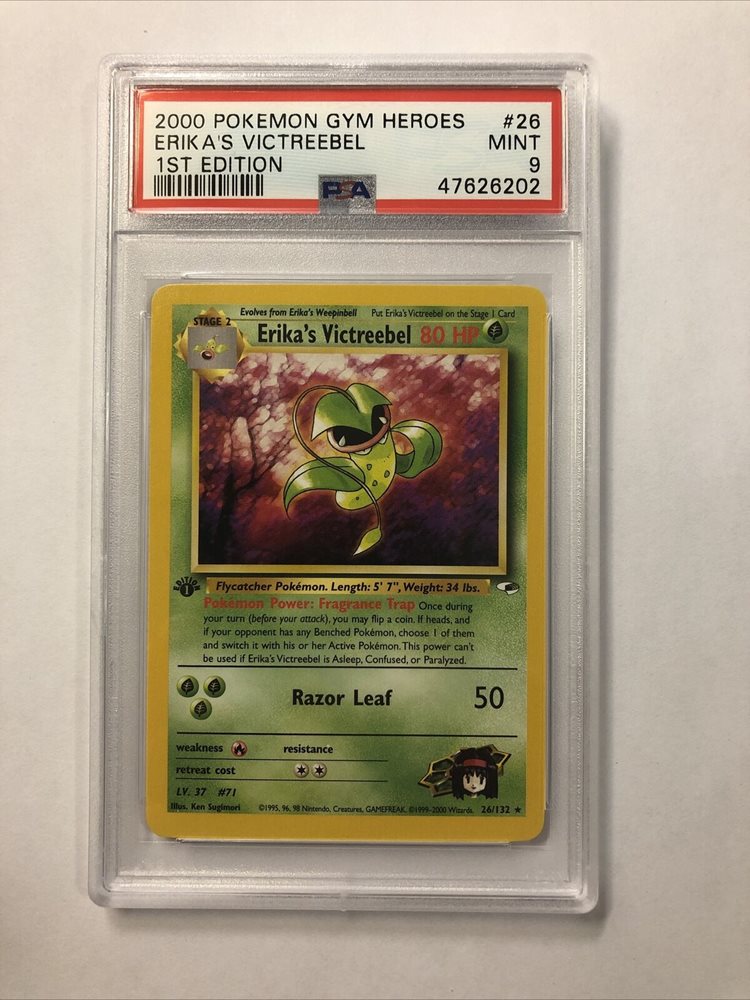 2000 POKEMON GYM HEROES #26
ERIKA'S VICTREEBEL MINT
1ST EDITION 9
PSA 47626202
Evolves from Erika's Weepinbell Put Erika's Victreebel on the Stage 1 Card
STAGE 2
Erika's Victreebel 80 HP
EDITION 1
Flycatcher Pokémon. Length: 5' 7", Weight: 34 lbs.
Pokémon Power: Fragrance Trap Once during
your turn (before your attack), you may flip a coin. If heads, and
if your opponent has any Benched Pokémon, choose 1 of them
and switch it with his or her Active Pokémon. This power can't
be used if Erika's Victreebel is Asleep, Confused, or Paralyzed.
Razor Leaf 50
weakness resistance
retreat cost
LV. 37 #71
Illus. Ken Sugimori ©1995, 96, 98 Nintendo, Creatures, GAMEFREAK. ©1999-2000 Wizards. 26/132 ★